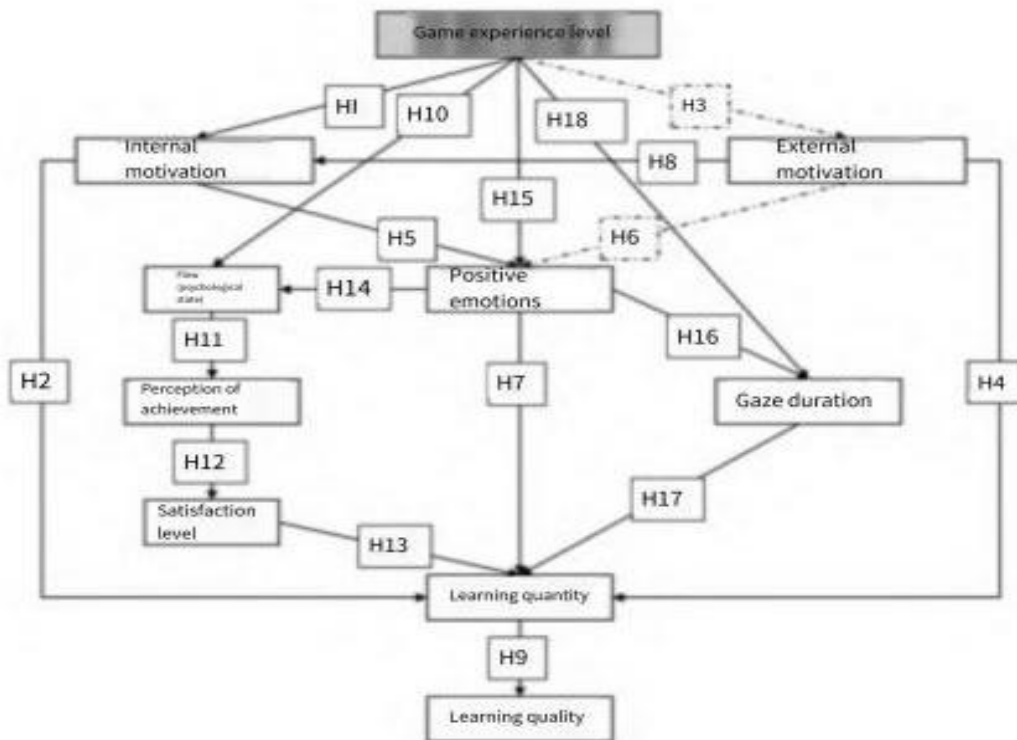 Game experience level
HI
H10
H18
H3
Internal
motivation
H8
External
motivation
H15
H5
H6
Flow
(psychological
state)
H14
Positive
emotions
H11
H16
H2
Perception of
achievement
H7
Gaze duration
H4
H12
H17
Satisfaction
level
H13
Learning quantity
H9
Learning quality